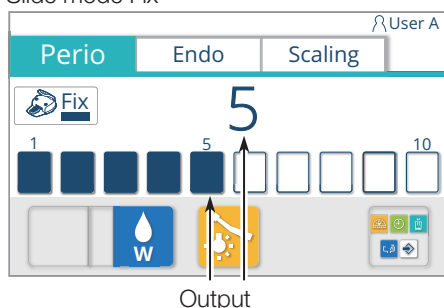 Slide mode Fix
User A
Perio Endo Scaling
Fix 5
1 5 10
W
Output